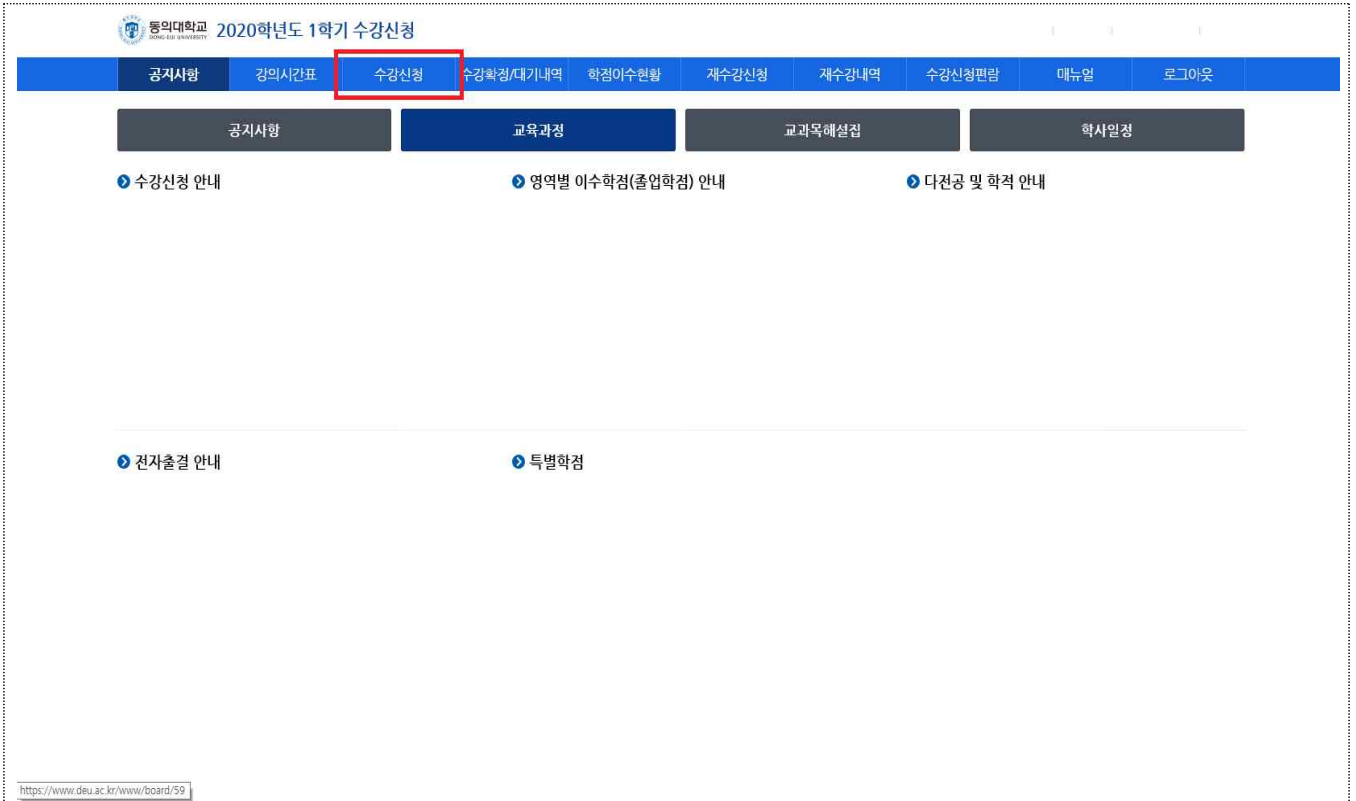 동의대학교 2020학년도 1학기 수강신청
DONG-EUI UNIVERSITY
공지사항 강의시간표 수강신청 수강확정/대기내역 학점이수현황 재수강신청 재수강내역 수강신청편람 매뉴얼 로그아웃
공지사항 교육과정 교과목해설집 학사일정
수강신청 안내 영역별 이수학점(졸업학점) 안내 다전공 및 학적 안내
전자출결 안내 특별학점
https://www.deu.ac.kr/www/board/59